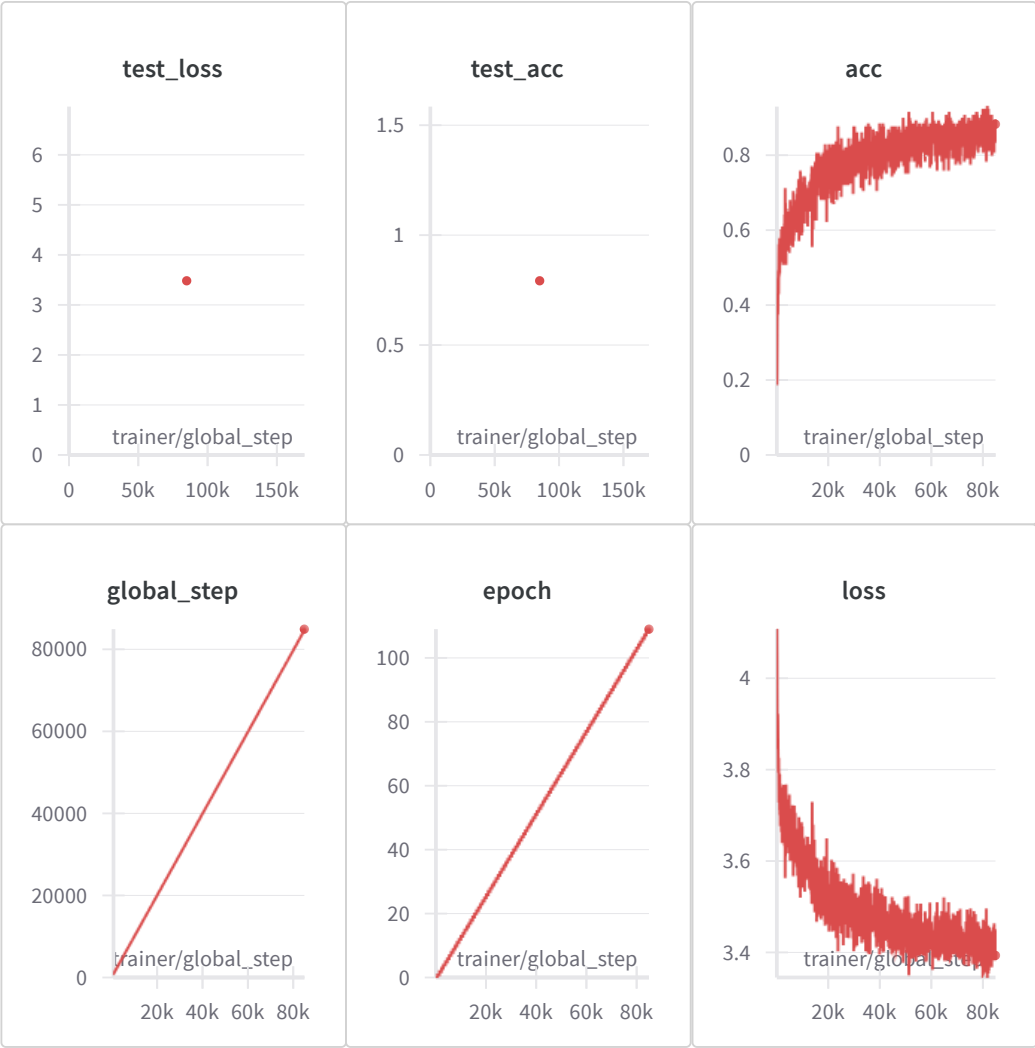 test_loss
6
5
4
3
2
1
0
trainer/global_step
0 50k 100k 150k
test_acc
1.5
1
0.5
0
trainer/global_step
0 50k 100k 150k
acc
0.8
0.6
0.4
0.2
0
trainer/global_step
20k 40k 60k 80k
global_step
80000
60000
40000
20000
0
trainer/global_step
20k 40k 60k 80k
epoch
100
80
60
40
20
0
trainer/global_step
20k 40k 60k 80k
loss
4
3.8
3.6
3.4
trainer/global_step
20k 40k 60k 80k